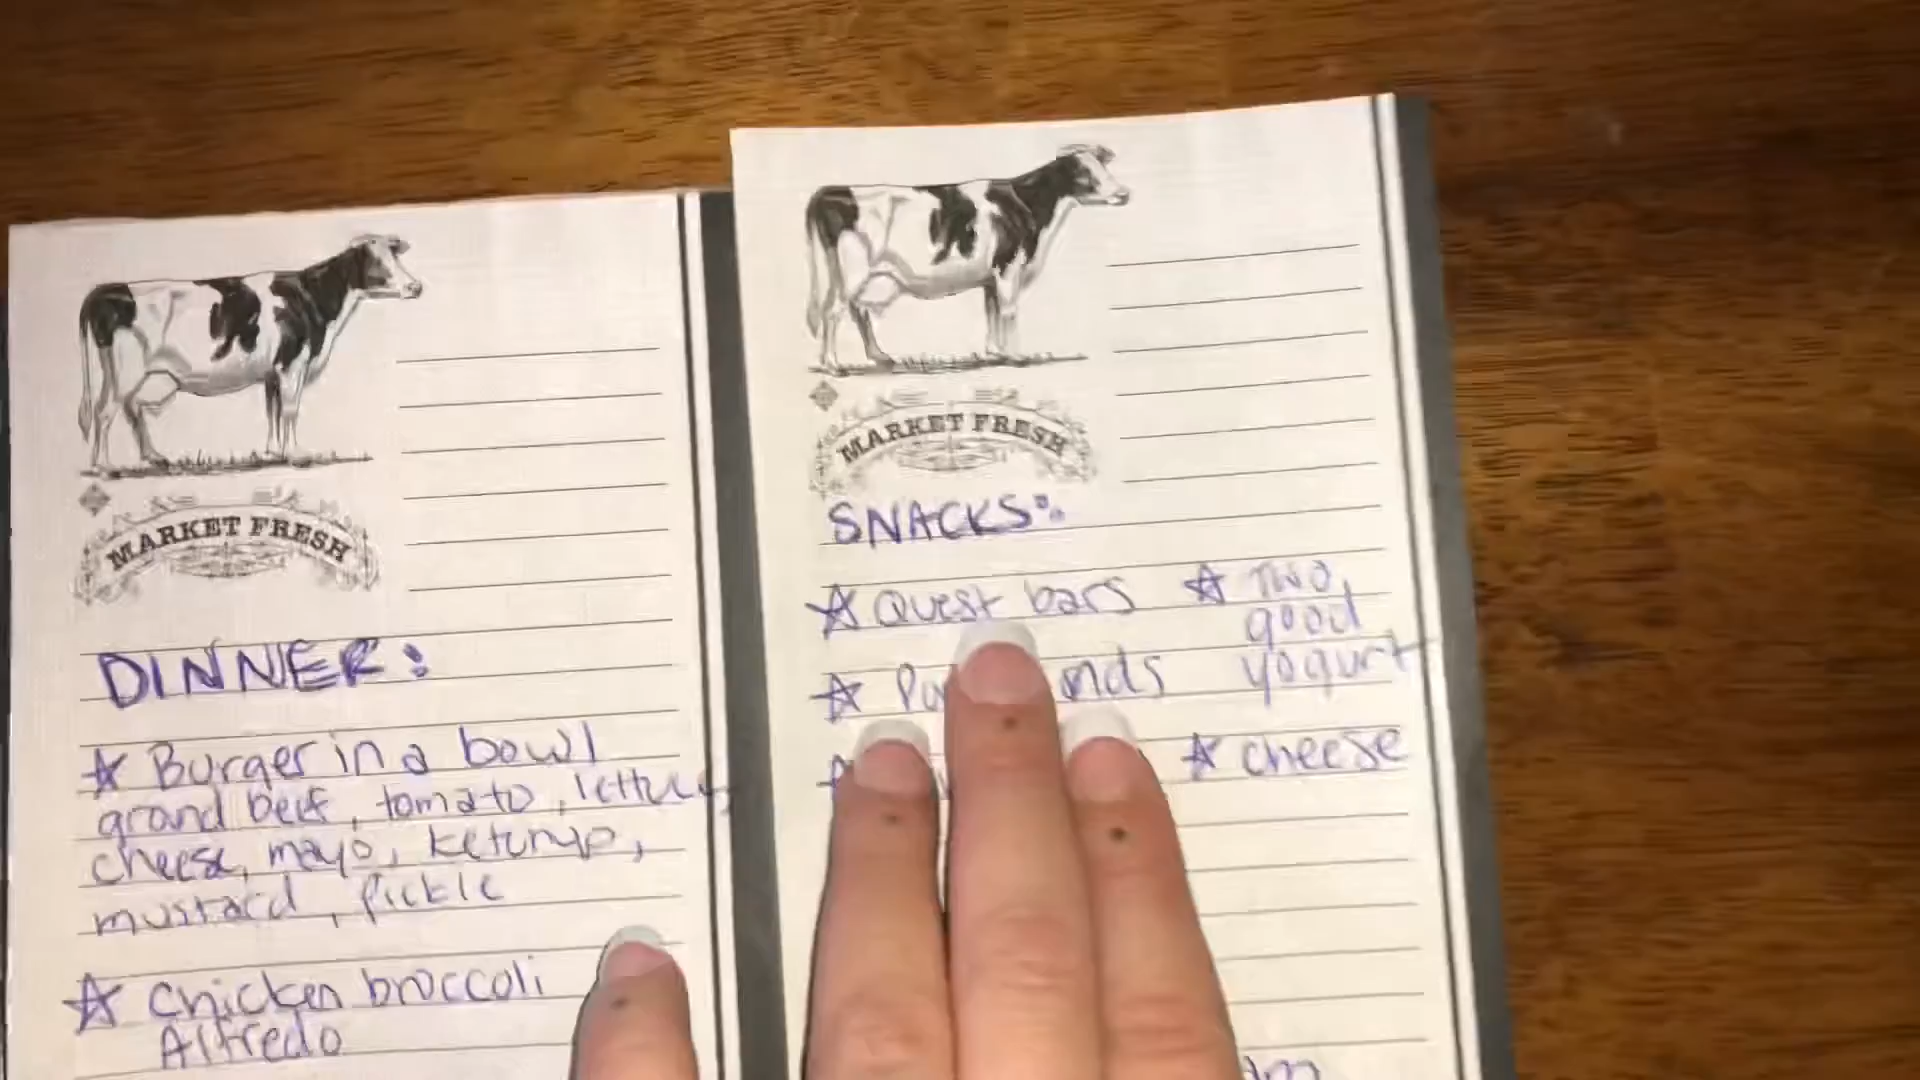 MARKET FRESH
DINNER:
Burger in a bowl
grand beef, tomato, lettuce,
cheese, mayo, ketchup,
mustard, pickle
Chicken broccoli
Alfredo
MARKET FRESH
SNACKS:
Quest bars
Two
good
yogurt
cheese